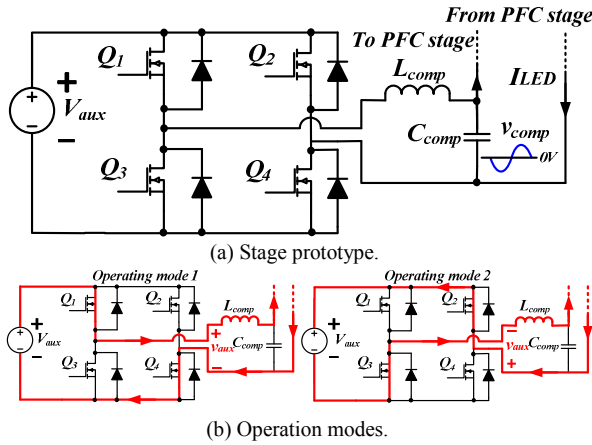 From PFC stage
To PFC stage
Q1
Q2
Lcomp
ILED
+
Vaux
−
Ccomp
vcomp
0V
Q3
Q4
(a) Stage prototype.
Operating mode 1
Operating mode 2
Q1
Q2
Lcomp
+
Vaux
−
+
vaux
−
Ccomp
Q3
Q4
Q1
Q2
Lcomp
+
Vaux
−
−
vaux
+
Ccomp
Q3
Q4
(b) Operation modes.